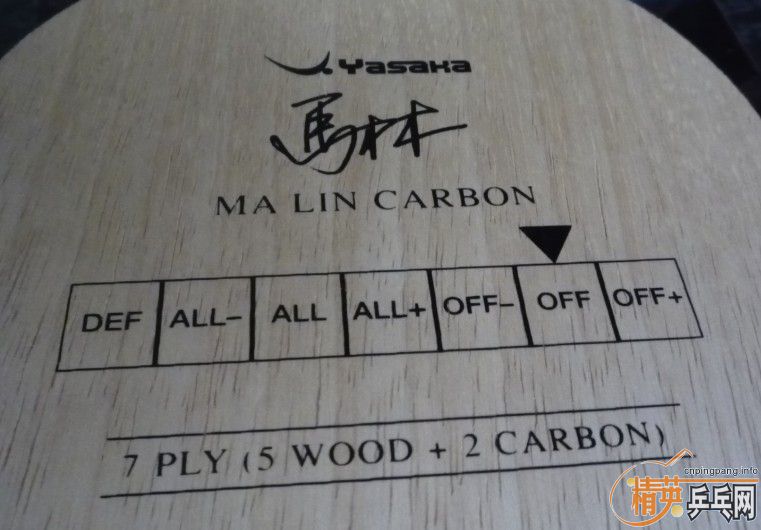 Yasaka
馬林
MA LIN CARBON
DEF ALL- ALL ALL+ OFF- OFF OFF+
7 PLY (5 WOOD + 2 CARBON)
cnpingpang.info
精英乒乓网